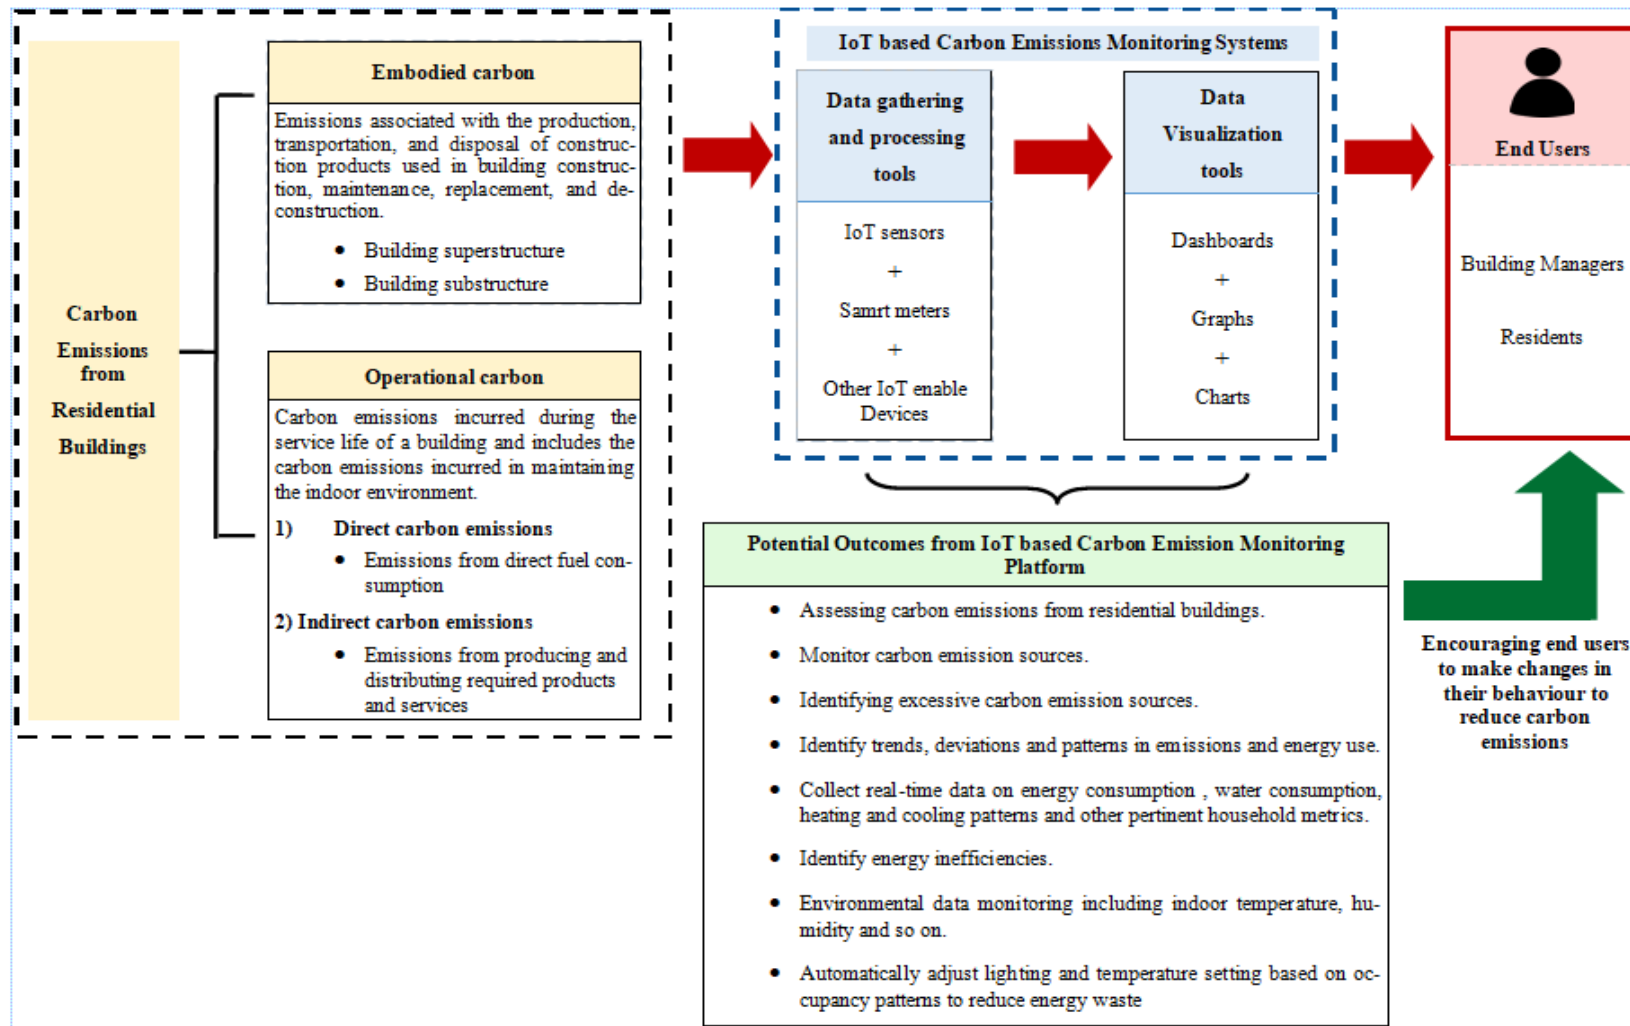 Carbon
Emissions
from
Residential
Buildings
Embodied carbon
Emissions associated with the production,
transportation, and disposal of construc-
tion products used in building construc-
tion, maintenance, replacement, and de-
construction.
• Building superstructure
• Building substructure
Operational carbon
Carbon emissions incurred during the
service life of a building and includes the
carbon emissions incurred in maintaining
the indoor environment.
1) Direct carbon emissions
• Emissions from direct fuel con-
sumption
2) Indirect carbon emissions
• Emissions from producing and
distributing required products
and services
IoT based Carbon Emissions Monitoring Systems
Data gathering
and processing
tools
IoT sensors
+
Samrt meters
+
Other IoT enable
Devices
Data
Visualization
tools
Dashboards
+
Graphs
+
Charts
End Users
Building Managers
Residents
Potential Outcomes from IoT based Carbon Emission Monitoring
Platform
• Assessing carbon emissions from residential buildings.
• Monitor carbon emission sources.
• Identifying excessive carbon emission sources.
• Identify trends, deviations and patterns in emissions and energy use.
• Collect real-time data on energy consumption , water consumption,
heating and cooling patterns and other pertinent household metrics.
• Identify energy inefficiencies.
• Environmental data monitoring including indoor temperature, hu-
midity and so on.
• Automatically adjust lighting and temperature setting based on oc-
cupancy patterns to reduce energy waste
Encouraging end users
to make changes in
their behaviour to
reduce carbon
emissions